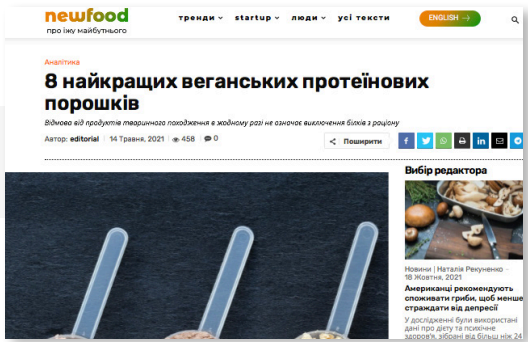 newfood
про їжу майбутнього
тренди startup люди усі тексти
ENGLISH →
Аналітика
8 найкращих веганських протеїнових
порошків
Відмова від продуктів тваринного походження в жодному разі не означає виключення білків з раціону
Автор: editorial 14 Травня, 2021 458 0
Поширити
Вибір редактора
Новини | Наталія Рекуненко -
18 Жовтня, 2021
Американці рекомендують
споживати гриби, щоб менше
страждати від депресії
У дослідженні були використані
дані про дієту та психічне
здоров'я, зібрані від більш ніж 24